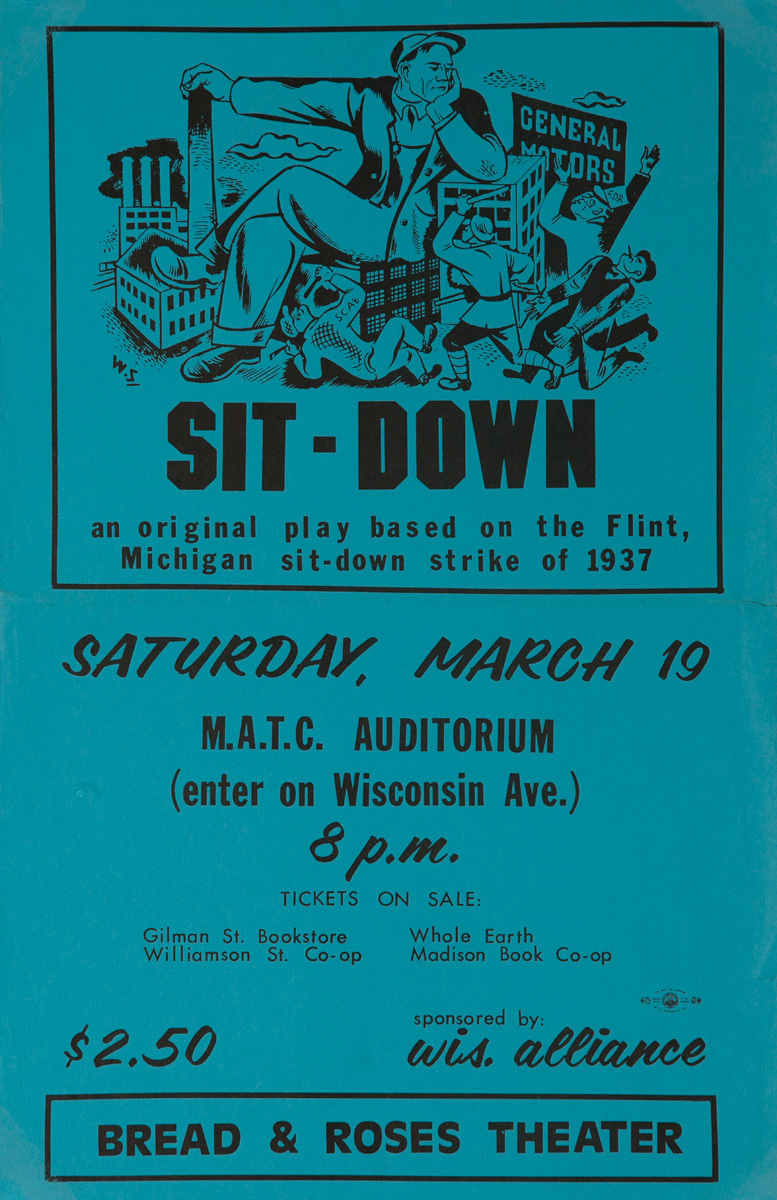 GENERAL
MOTORS
FDR
SCAB
W.S
SIT-DOWN
an original play based on the Flint,
Michigan sit-down strike of 1937
SATURDAY, MARCH 19
M.A.T.C. AUDITORIUM
(enter on Wisconsin Ave.)
8 p.m.
TICKETS ON SALE:
Gilman St. Bookstore
Williamson St. Co-op
Whole Earth
Madison Book Co-op
$2.50
sponsored by:
wis. alliance
BREAD & ROSES THEATER